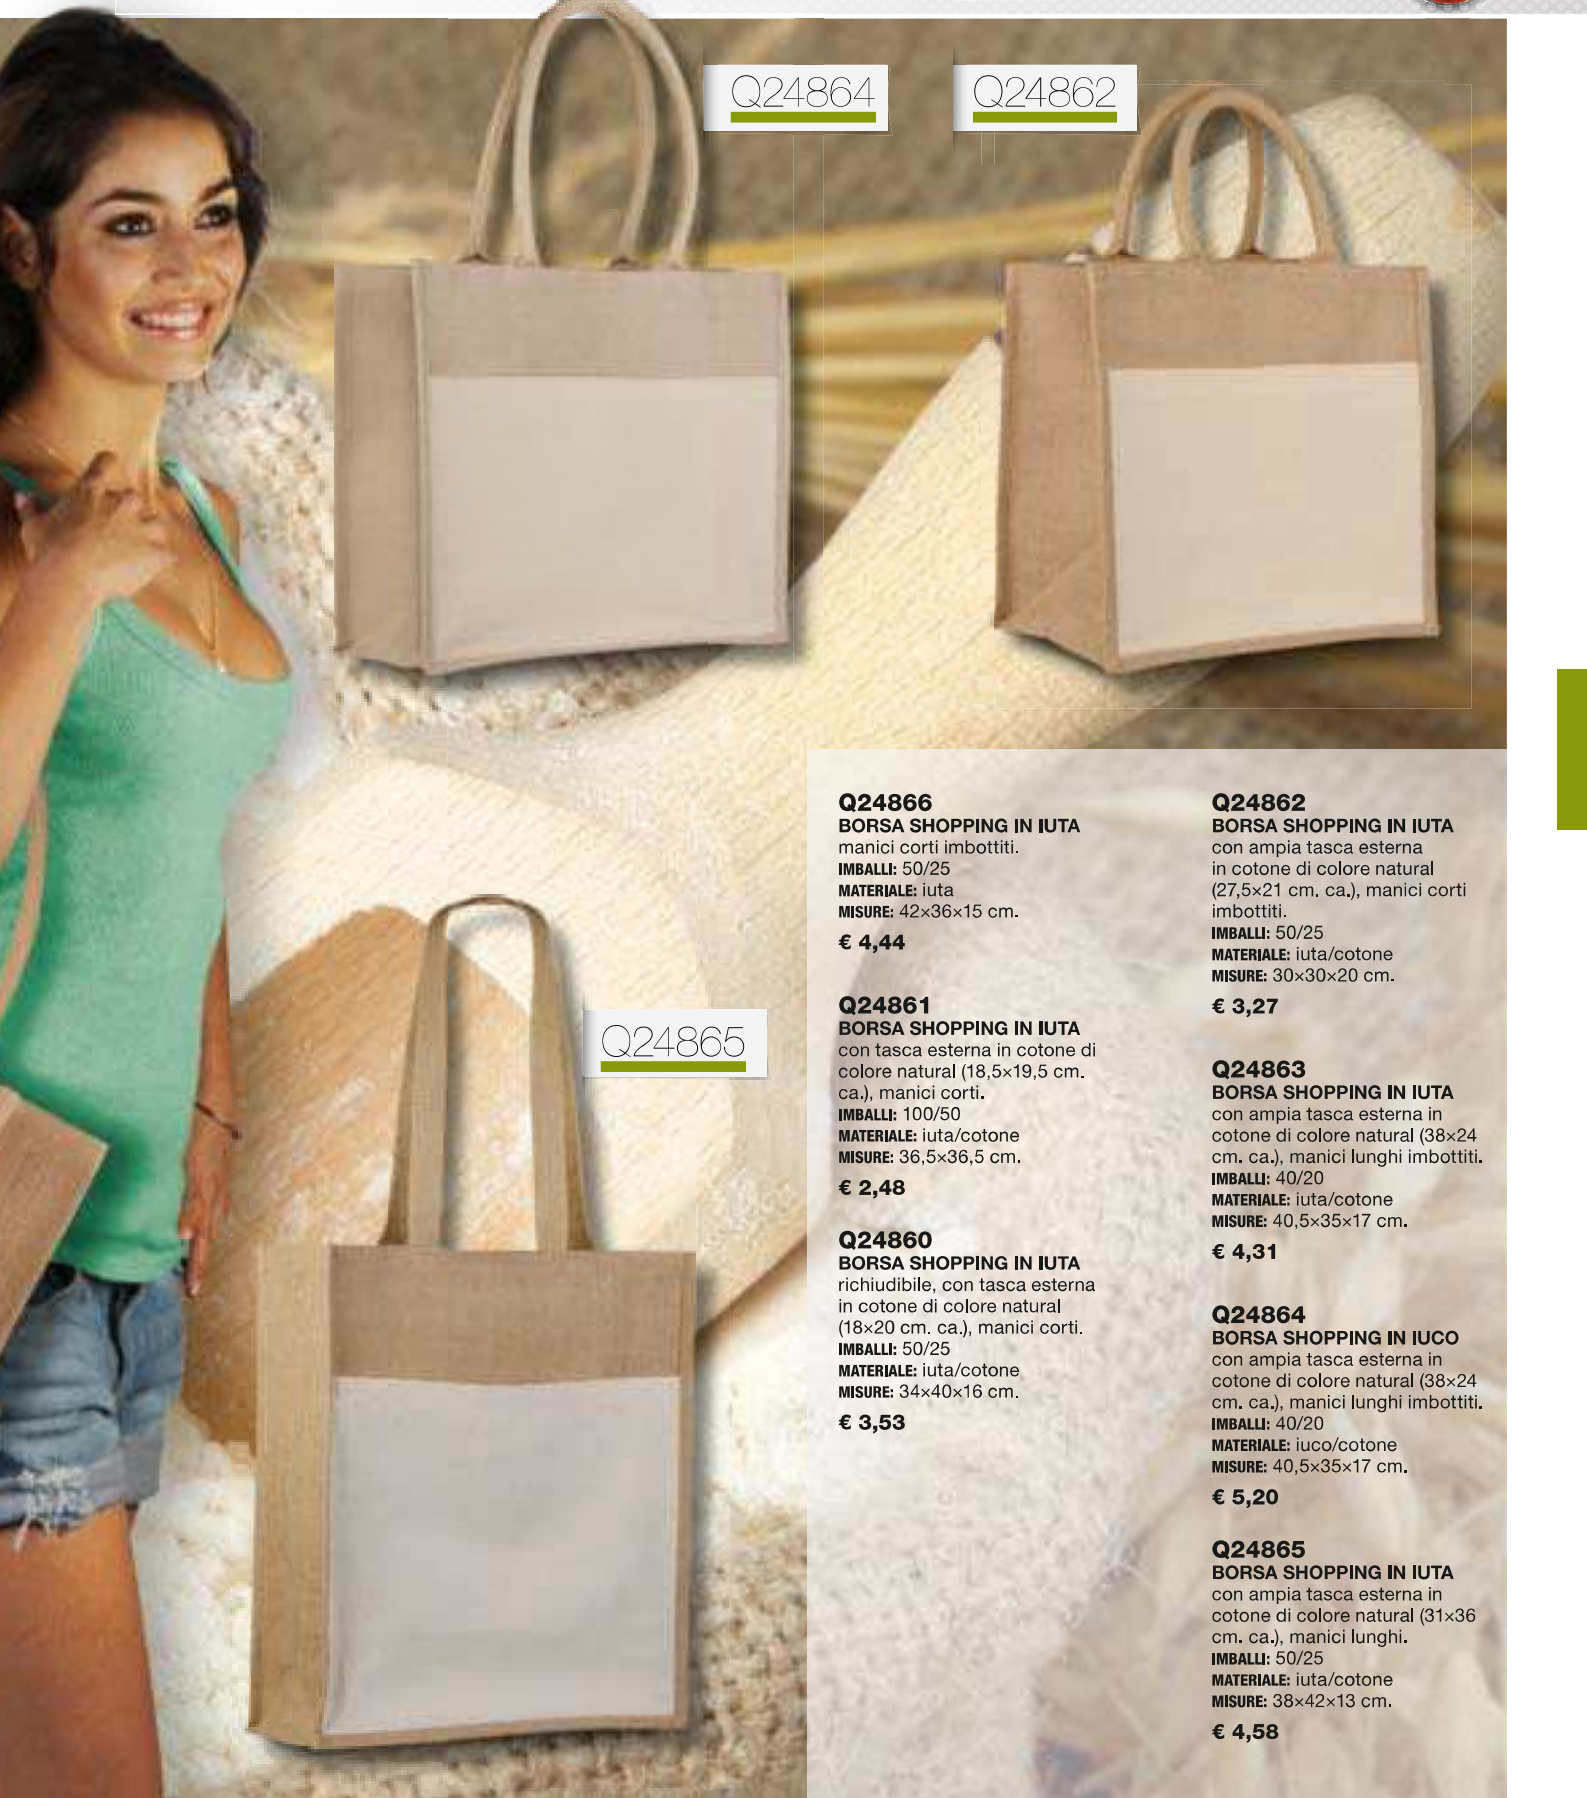 Q24864
Q24862
Q24865
Q24866
BORSA SHOPPING IN IUTA
manici corti imbottiti.
IMBALLI: 50/25
MATERIALE: iuta
MISURE: 42×36×15 cm.
€ 4,44
Q24861
BORSA SHOPPING IN IUTA
con tasca esterna in cotone di
colore natural (18,5×19,5 cm.
ca.), manici corti.
IMBALLI: 100/50
MATERIALE: iuta/cotone
MISURE: 36,5×36,5 cm.
€ 2,48
Q24860
BORSA SHOPPING IN IUTA
richiudibile, con tasca esterna
in cotone di colore natural
(18×20 cm. ca.), manici corti.
IMBALLI: 50/25
MATERIALE: iuta/cotone
MISURE: 34×40×16 cm.
€ 3,53
Q24862
BORSA SHOPPING IN IUTA
con ampia tasca esterna
in cotone di colore natural
(27,5×21 cm. ca.), manici corti
imbottiti.
IMBALLI: 50/25
MATERIALE: iuta/cotone
MISURE: 30×30×20 cm.
€ 3,27
Q24863
BORSA SHOPPING IN IUTA
con ampia tasca esterna in
cotone di colore natural (38×24
cm. ca.), manici lunghi imbottiti.
IMBALLI: 40/20
MATERIALE: iuta/cotone
MISURE: 40,5×35×17 cm.
€ 4,31
Q24864
BORSA SHOPPING IN IUCO
con ampia tasca esterna in
cotone di colore natural (38×24
cm. ca.), manici lunghi imbottiti.
IMBALLI: 40/20
MATERIALE: iuco/cotone
MISURE: 40,5×35×17 cm.
€ 5,20
Q24865
BORSA SHOPPING IN IUTA
con ampia tasca esterna in
cotone di colore natural (31×36
cm. ca.), manici lunghi.
IMBALLI: 50/25
MATERIALE: iuta/cotone
MISURE: 38×42×13 cm.
€ 4,58